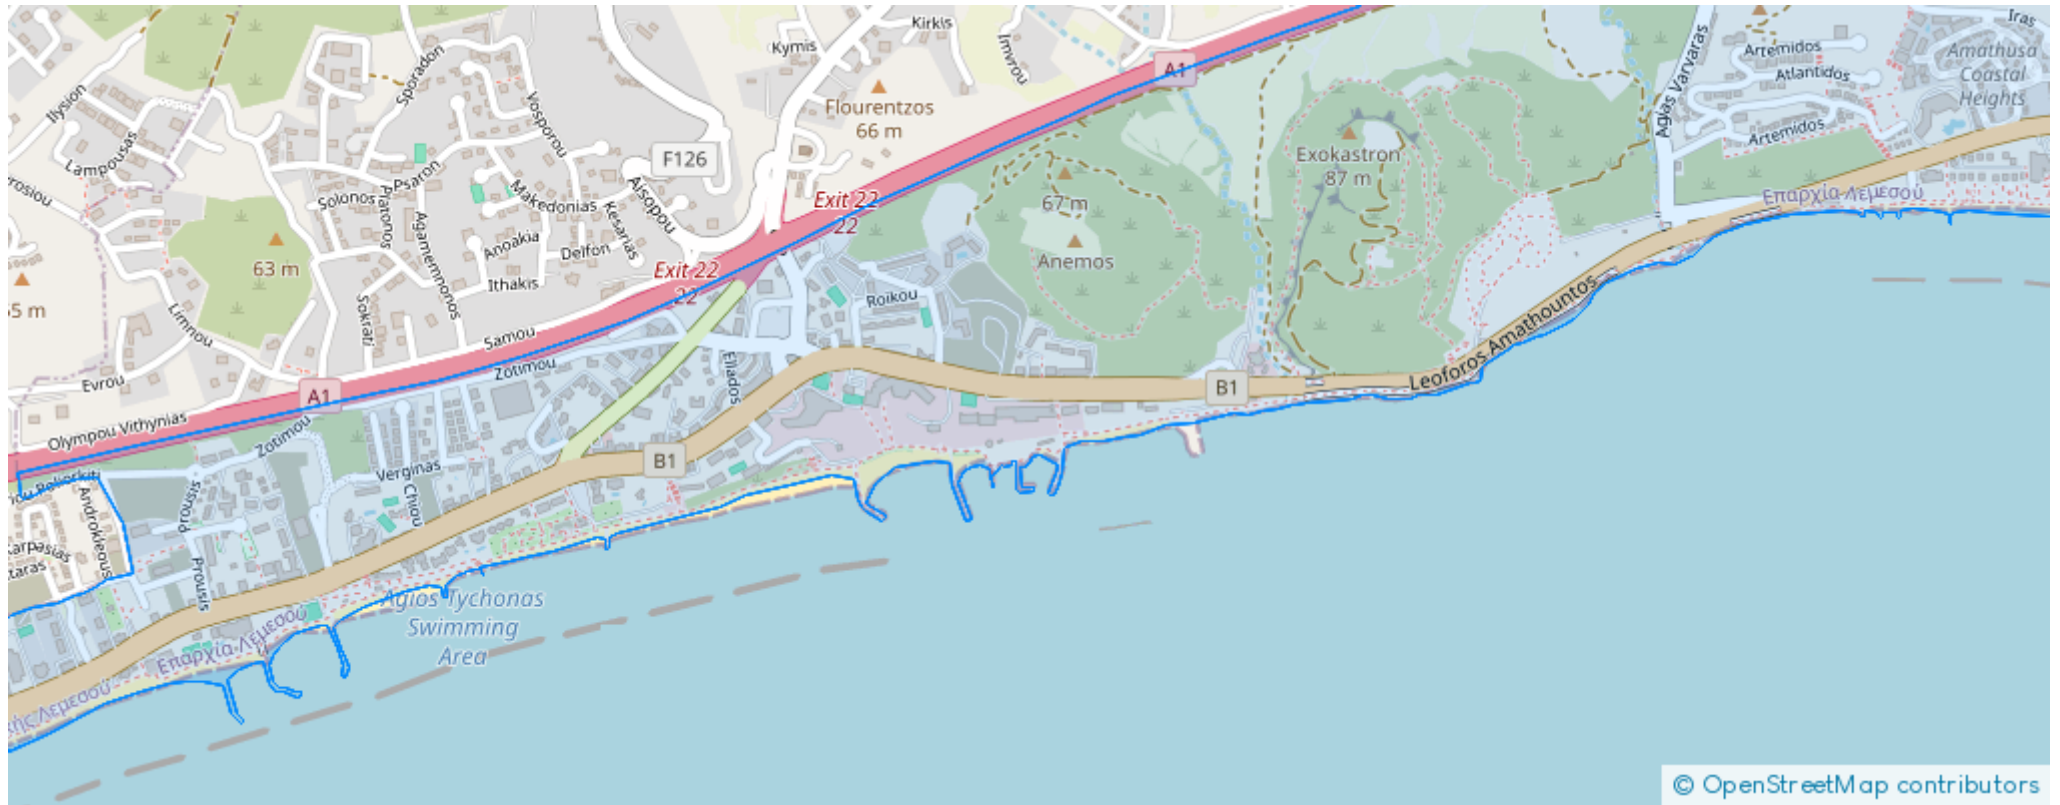 Kirkis
Iras
Kymis
Imvrou
Artemidos
Amathusa
Coastal
Heights
Sporadon
A1
Atlantidos
Ilysion
Flourentzos
66 m
Vosporou
Agias Varvaras
Artemidos
Lampousas
F126
Exokastron
87 m
Psaron
Makedonias
Aisopou
Solonos
Platonos
Exit 22
22
67 m
Επαρχία Λεμεσού
Kesarias
Agamemnonos
Anoakia
Delfon
63 m
Anemos
Exit 22
22
Ithakis
Roikou
Sokrati
Limnou
Samou
Leoforos Amathountos
Zotimou
Ellados
Evrou
A1
B1
Olympou Vithynias
Zotimou
B1
Verginas
Chiou
Androkleous
Prousis
Karpasias
Prousis
Agios Tychonas
Swimming
Area
Επαρχία Λεμεσού
© OpenStreetMap contributors